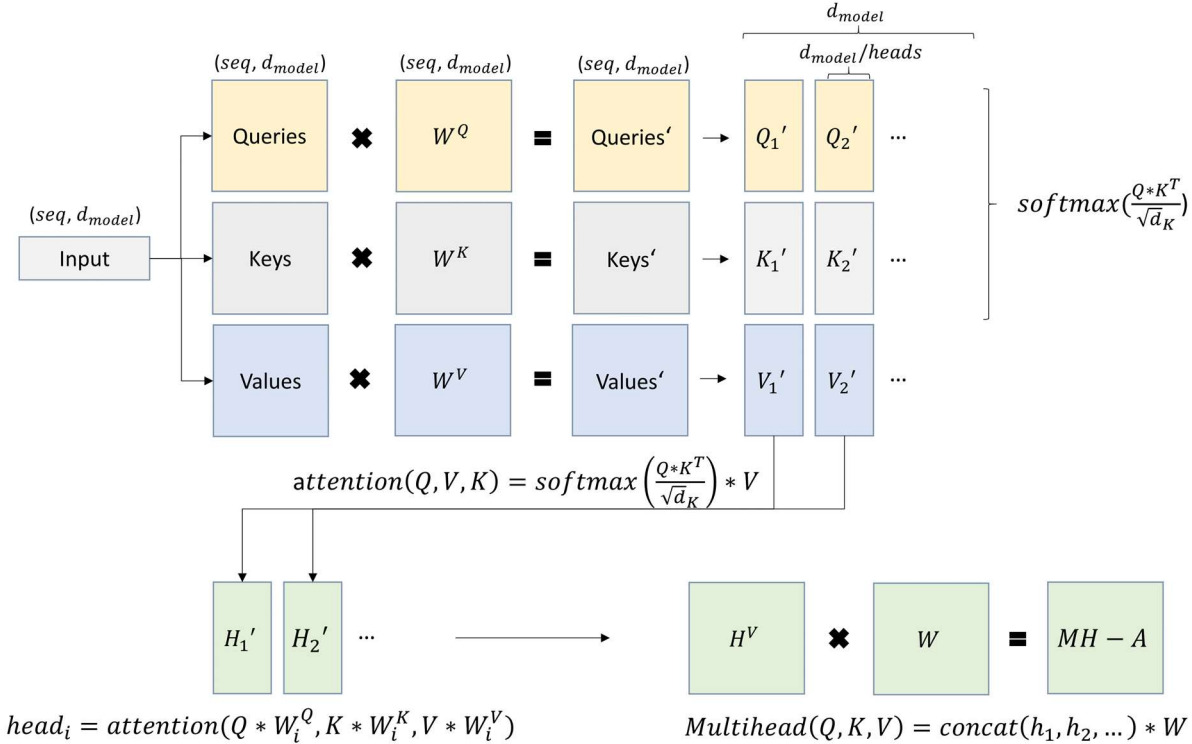 d_model
d_model/heads
(seq, d_model) (seq, d_model) (seq, d_model)
Queries ✖ W^Q = Queries‘ Q_1′ Q_2′ ...
softmax(Q*K^T/√d_K)
(seq, d_model)
Input Keys ✖ W^K = Keys‘ K_1′ K_2′ ...
Values ✖ W^V = Values‘ V_1′ V_2′ ...
attention(Q, V, K) = softmax(Q*K^T/√d_K) * V
H_1′ H_2′ ... H^V ✖ W = MH − A
head_i = attention(Q * W_i^Q, K * W_i^K, V * W_i^V) Multihead(Q, K, V) = concat(h_1, h_2, ...) * W